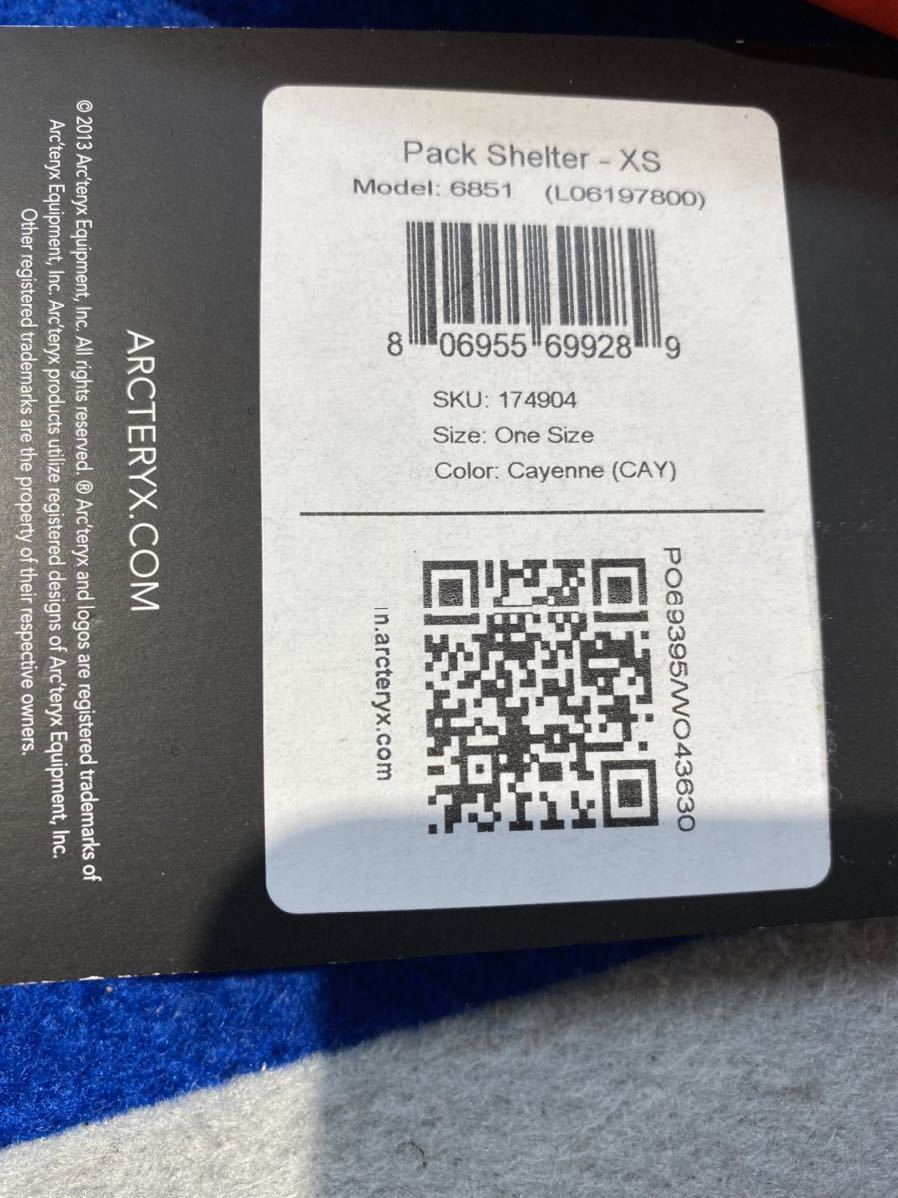 Pack Shelter - XS
Model: 6851 (L06197800)
8 06955 69928 9
SKU: 174904
Size: One Size
Color: Cayenne (CAY)
PO69395/WO43630
in.arcteryx.com
ARCTERYX.COM
© 2013 Arc'teryx Equipment, Inc. All rights reserved. ® Arc'teryx and logos are registered trademarks of
Arc'teryx Equipment, Inc. Arc'teryx products utilize registered designs of Arc'teryx Equipment, Inc.
Other registered trademarks are the property of their respective owners.